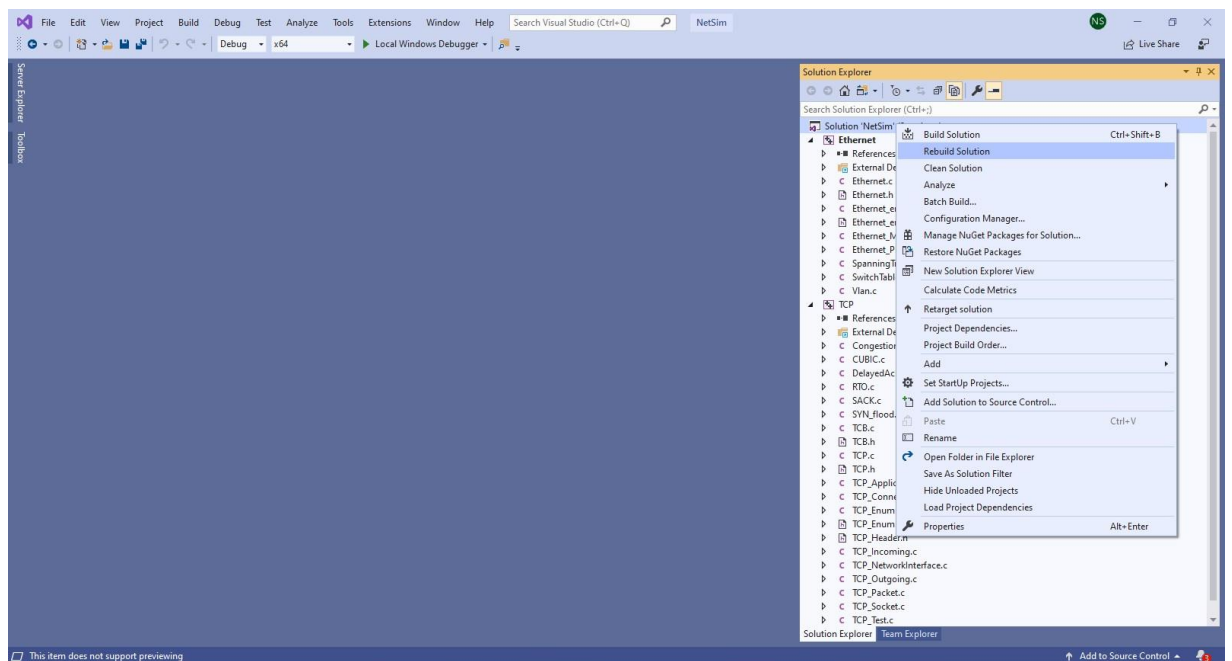 File Edit View Project Build Debug Test Analyze Tools Extensions Window Help Search Visual Studio (Ctrl+Q) NetSim NS
Debug x64 Local Windows Debugger Live Share
Server Explorer
Toolbox
Solution Explorer
Search Solution Explorer (Ctrl+;)
Solution 'NetSim'
Ethernet
References
External De
Ethernet.c
Ethernet.h
Ethernet_e
Ethernet_e
Ethernet_M
Ethernet_P
SpanningT
SwitchTabl
Vlan.c
TCP
References
External De
Congestion
CUBIC.c
DelayedAc
RTO.c
SACK.c
SYN_flood.
TCB.c
TCB.h
TCP.c
TCP.h
TCP_Applic
TCP_Conne
TCP_Enum
TCP_Enum
TCP_Header.h
TCP_Incoming.c
TCP_NetworkInterface.c
TCP_Outgoing.c
TCP_Packet.c
TCP_Socket.c
TCP_Test.c
Build Solution Ctrl+Shift+B
Rebuild Solution
Clean Solution
Analyze
Batch Build...
Configuration Manager...
Manage NuGet Packages for Solution...
Restore NuGet Packages
New Solution Explorer View
Calculate Code Metrics
Retarget solution
Project Dependencies...
Project Build Order...
Add
Set StartUp Projects...
Add Solution to Source Control...
Paste Ctrl+V
Rename
Open Folder in File Explorer
Save As Solution Filter
Hide Unloaded Projects
Load Project Dependencies
Properties Alt+Enter
Solution Explorer Team Explorer
This item does not support previewing Add to Source Control